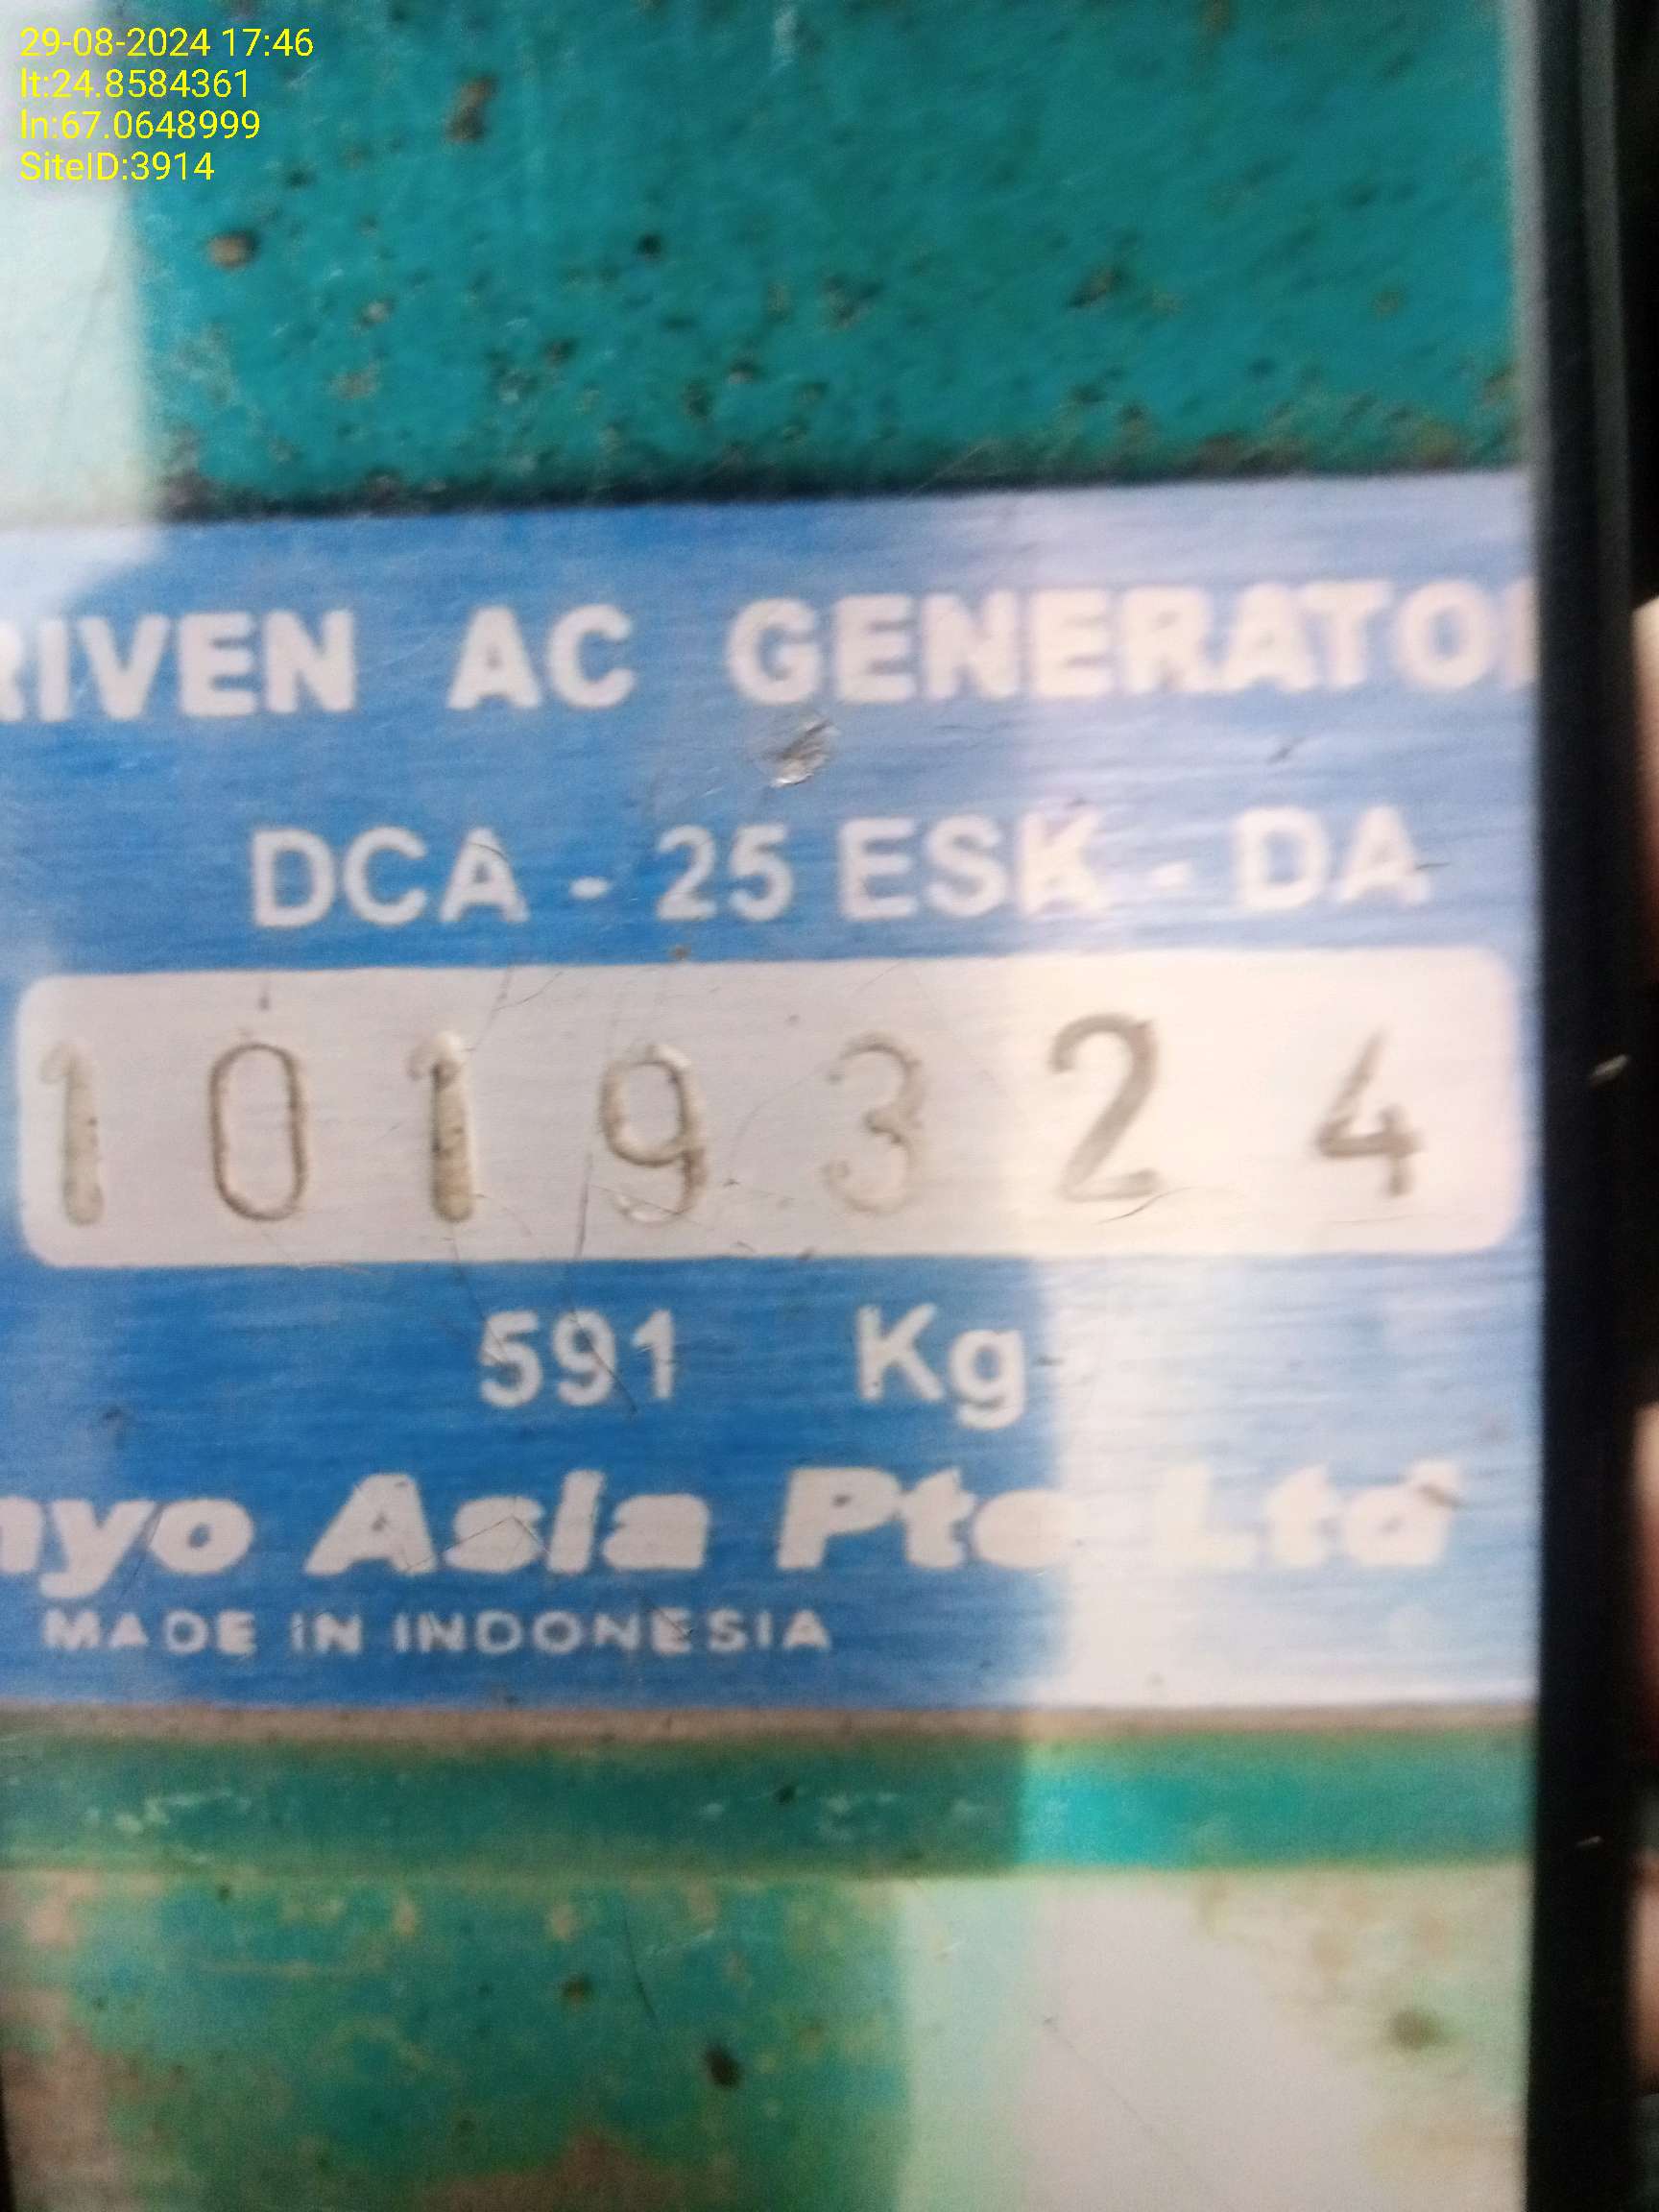 29-08-2024 17:46
lt:24.8584361
ln:67.0648999
SiteID:3914
RIVEN AC GENERATO
DCA - 25 ESK - DA
1019324
591 Kg
nyo Asia Pte Ltd
MADE IN INDONESIA